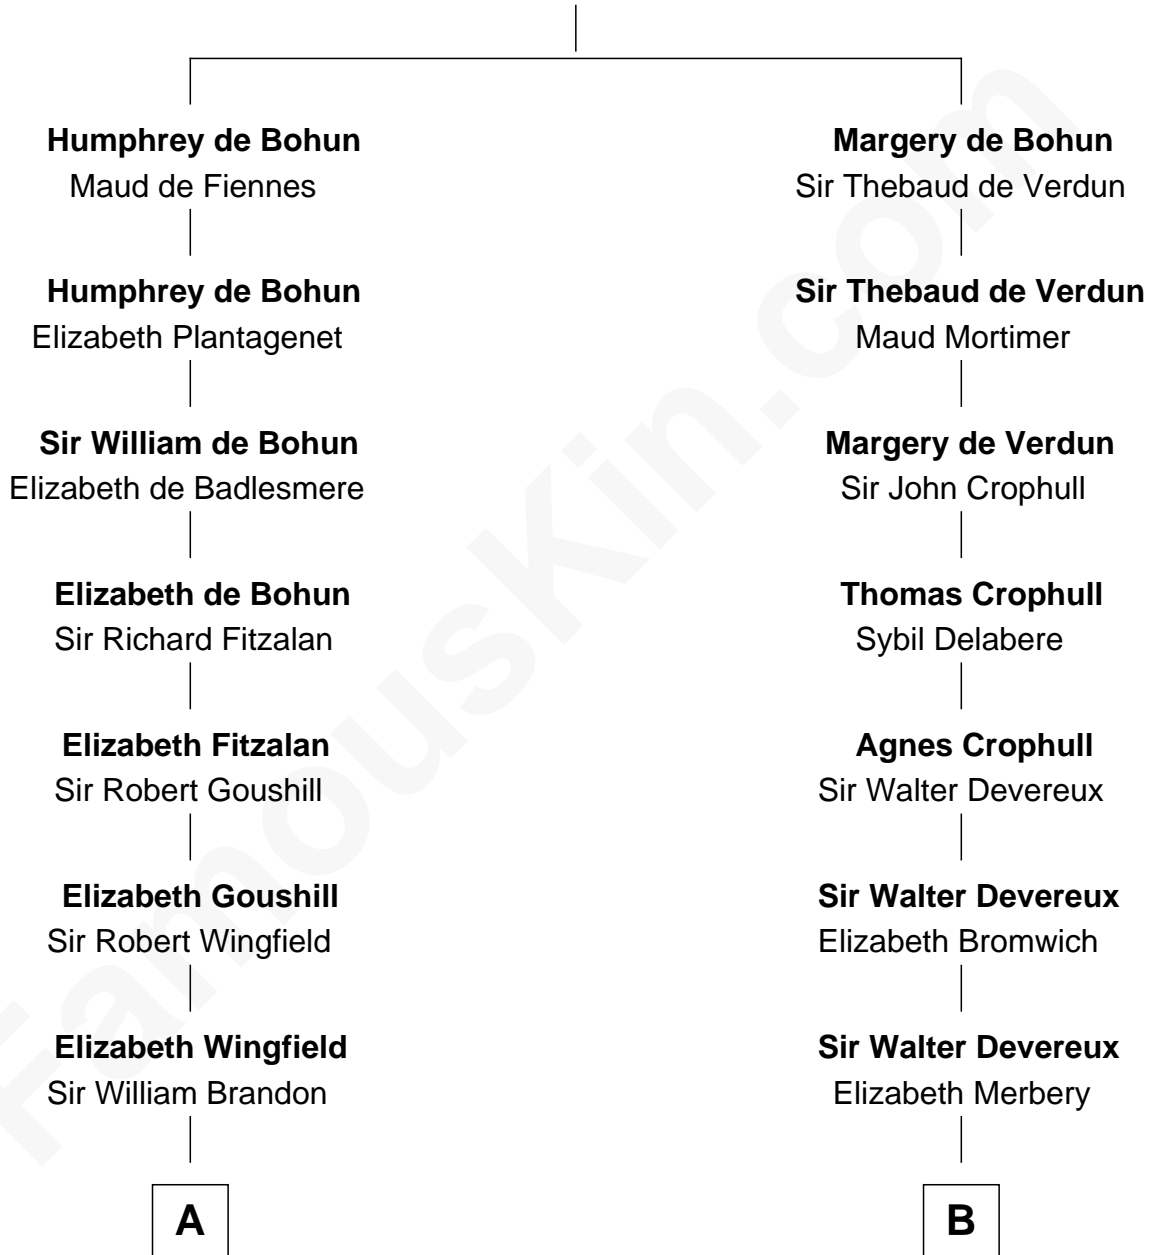 Humphrey de Bohun
Maud de Fiennes
Humphrey de Bohun
Elizabeth Plantagenet
Sir William de Bohun
Elizabeth de Badlesmere
Elizabeth de Bohun
Sir Richard Fitzalan
Elizabeth Fitzalan
Sir Robert Goushill
Elizabeth Goushill
Sir Robert Wingfield
Elizabeth Wingfield
Sir William Brandon
A
Margery de Bohun
Sir Thebaud de Verdun
Sir Thebaud de Verdun
Maud Mortimer
Margery de Verdun
Sir John Crophull
Thomas Crophull
Sybil Delabere
Agnes Crophull
Sir Walter Devereux
Sir Walter Devereux
Elizabeth Bromwich
Sir Walter Devereux
Elizabeth Merbery
B
FamousKin.com